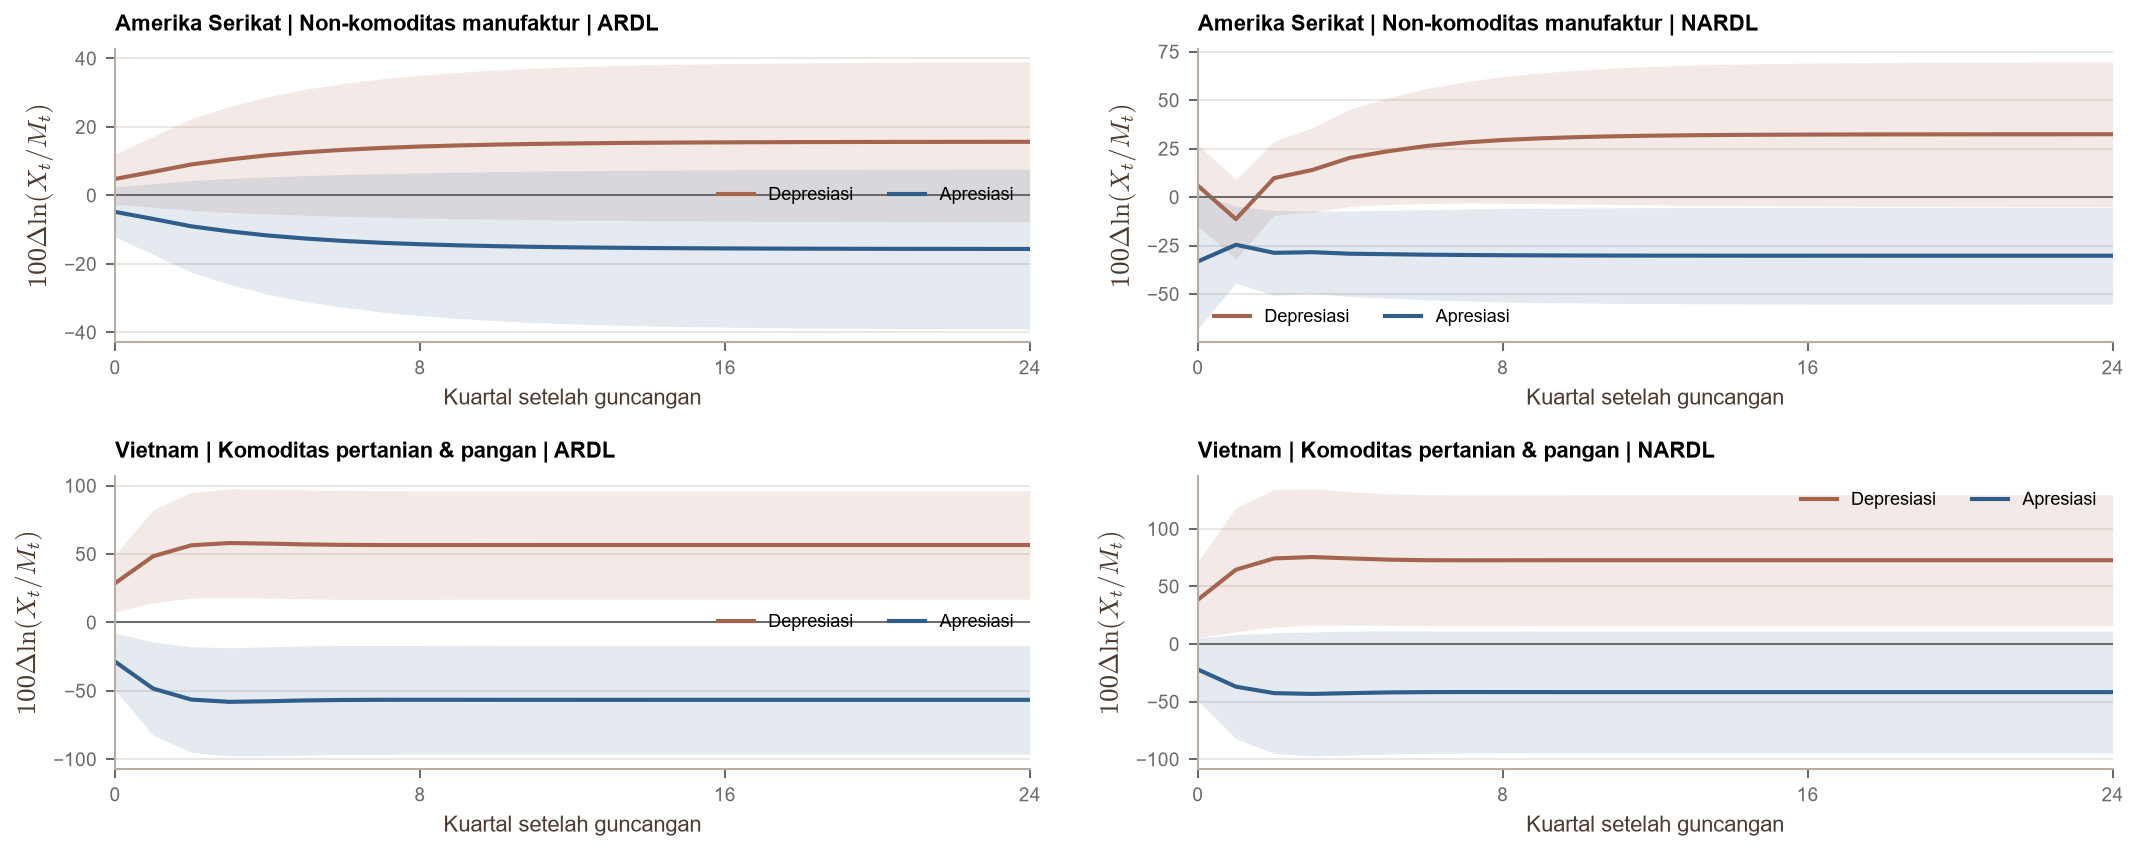 Amerika Serikat | Non-komoditas manufaktur | ARDL
100Δln(X_t/M_t)
40
20
0
−20
−40
Depresiasi Apresiasi
0 8 16 24
Kuartal setelah guncangan
Amerika Serikat | Non-komoditas manufaktur | NARDL
100Δln(X_t/M_t)
75
50
25
0
−25
−50
Depresiasi Apresiasi
0 8 16 24
Kuartal setelah guncangan
Vietnam | Komoditas pertanian & pangan | ARDL
100Δln(X_t/M_t)
100
50
0
−50
−100
Depresiasi Apresiasi
0 8 16 24
Kuartal setelah guncangan
Vietnam | Komoditas pertanian & pangan | NARDL
100Δln(X_t/M_t)
Depresiasi Apresiasi
100
50
0
−50
−100
0 8 16 24
Kuartal setelah guncangan